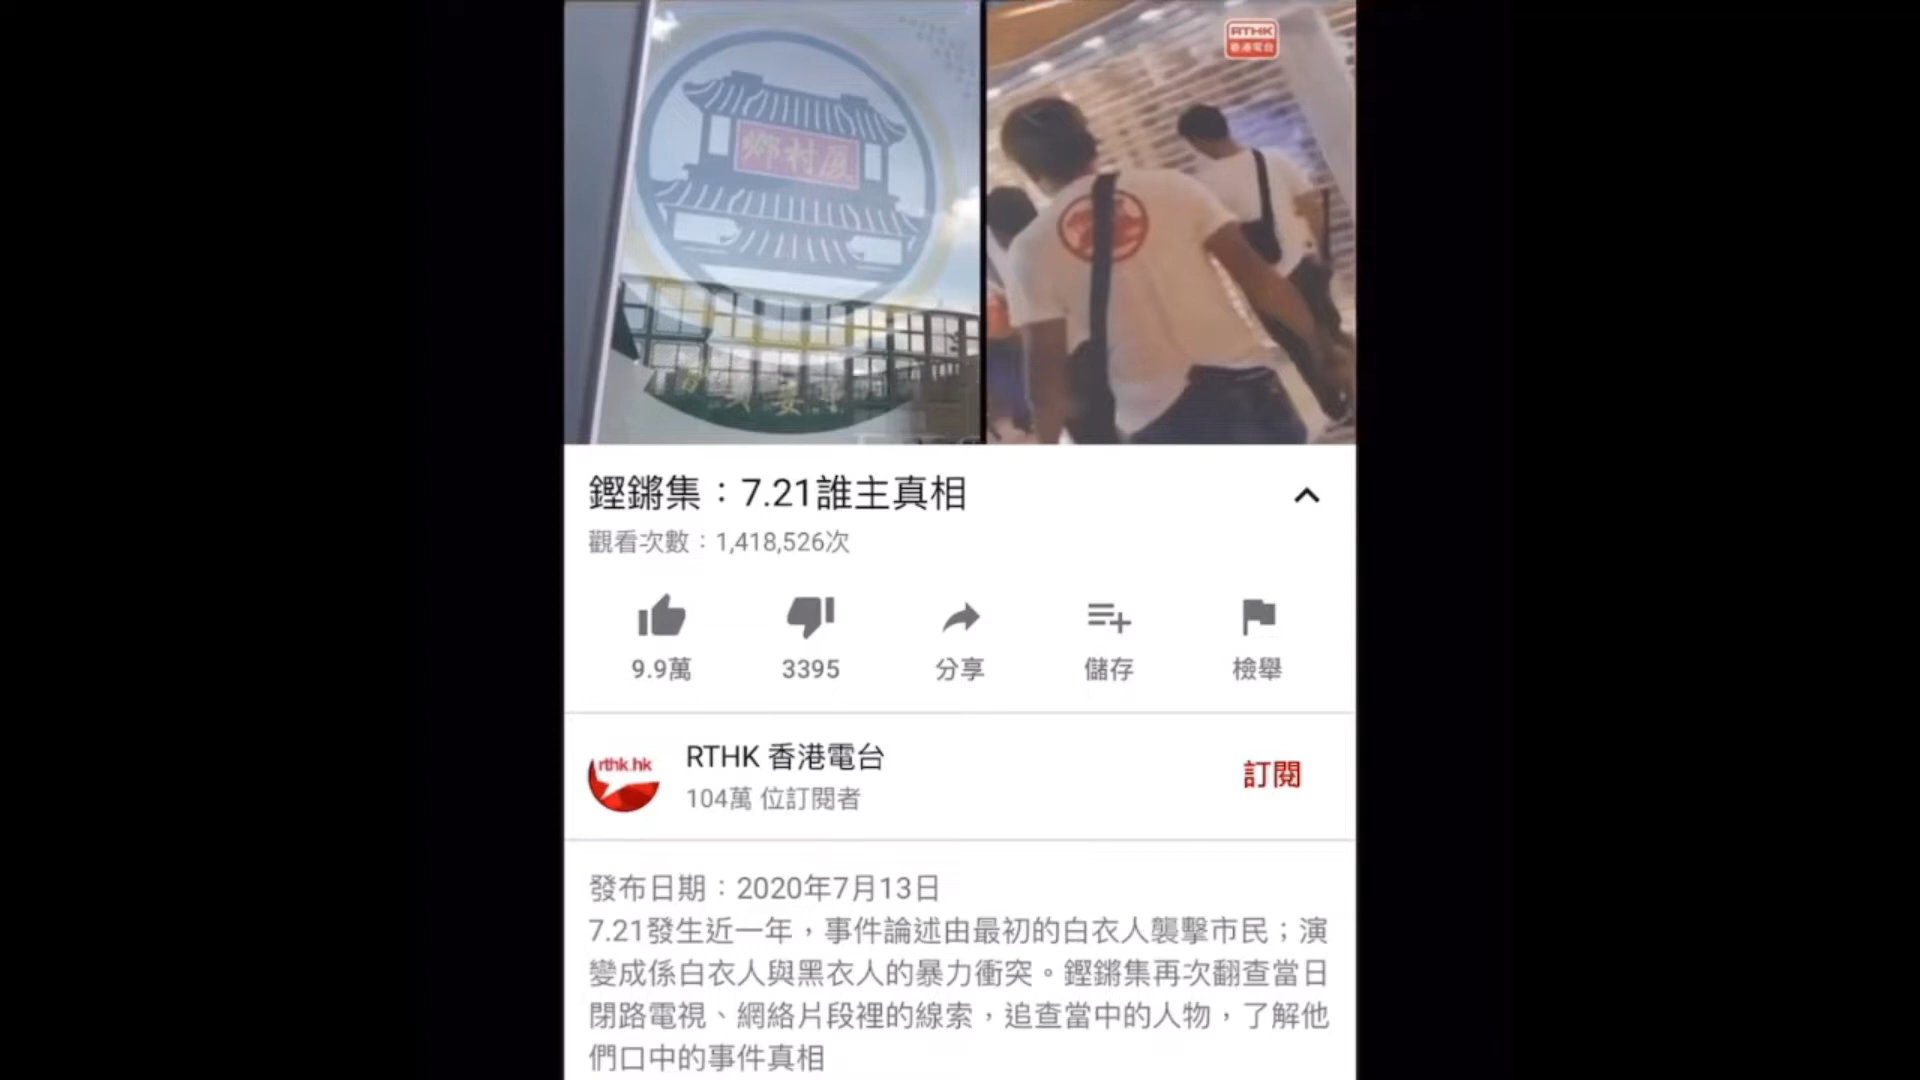 RTHK
香港電台
厦村鄉
鏗鏘集：7.21誰主真相
觀看次數：1,418,526次
9.9萬
3395
分享
儲存
檢舉
rthk.hk
RTHK 香港電台
104萬 位訂閱者
訂閱
發布日期：2020年7月13日
7.21發生近一年，事件論述由最初的白衣人襲擊市民；演
變成係白衣人與黑衣人的暴力衝突。鏗鏘集再次翻查當日
閉路電視、網絡片段裡的線索，追查當中的人物，了解他
們口中的事件真相